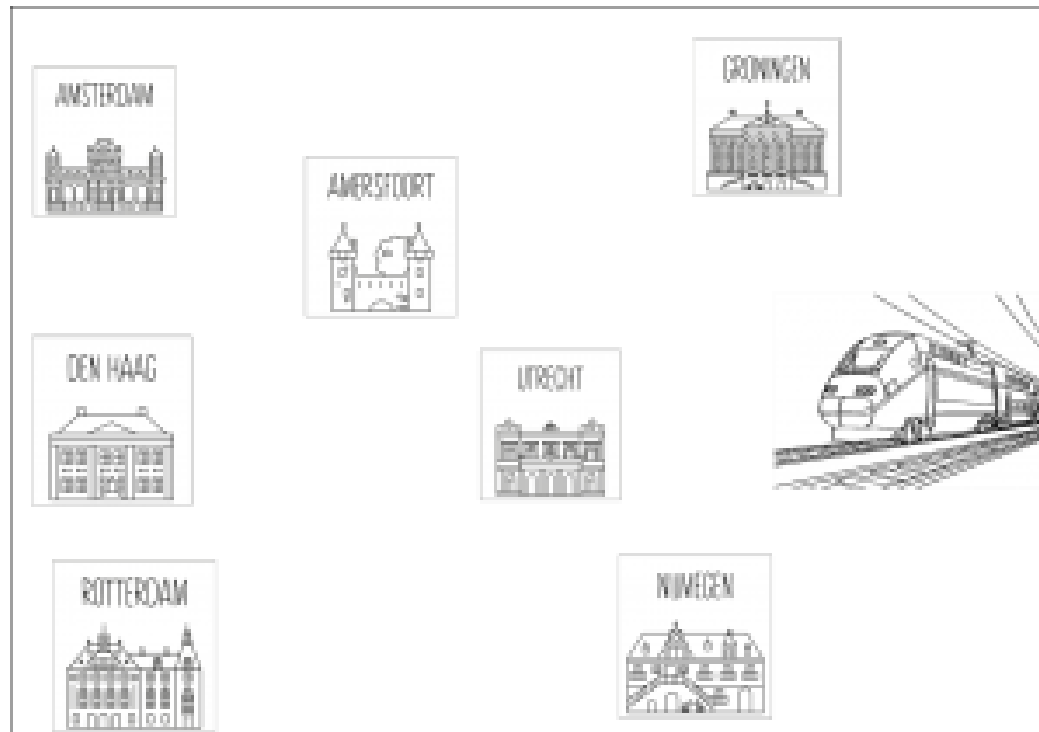 AMSTERDAM
GRONINGEN
AMERSFOORT
DEN HAAG
UTRECHT
ROTTERDAM
NIJMEGEN